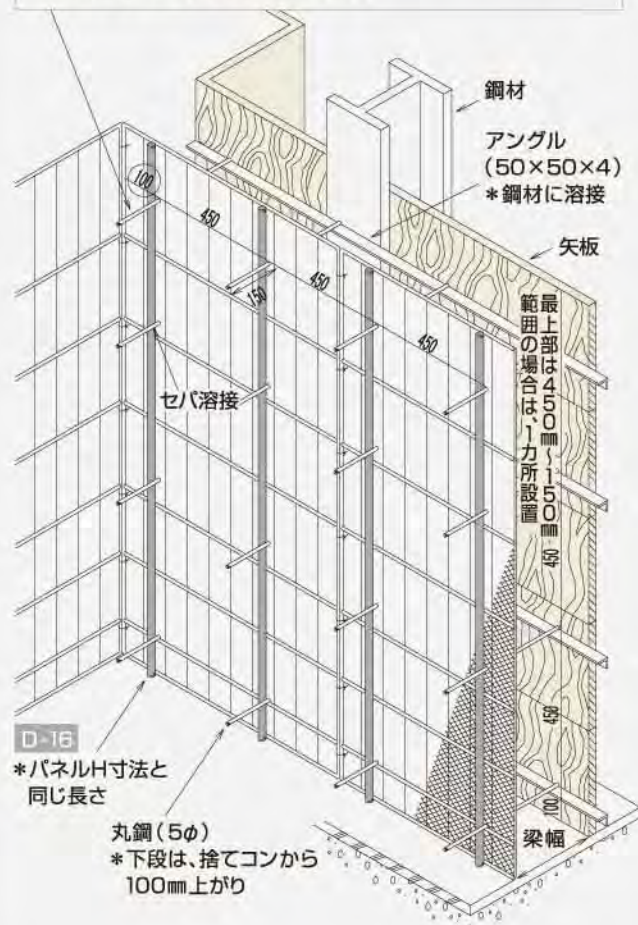 鋼材
アングル
(50×50×4)
*鋼材に溶接
矢板
100
450
450
150
450
セパ溶接
最上部は450㎜~150㎜
範囲の場合は、1カ所設置
450
450
100
梁幅
D-16
*パネルH寸法と
同じ長さ
丸鋼(5φ)
*下段は、捨てコンから
100㎜上がり